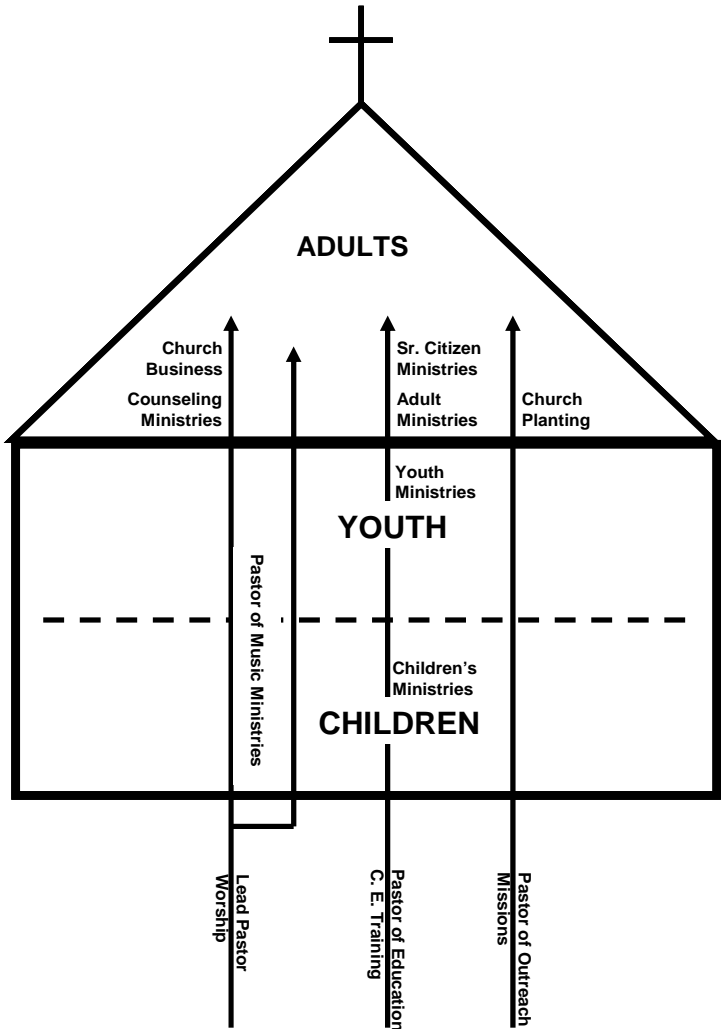 ADULTS
Church
Business
Counseling
Ministries
Sr. Citizen
Ministries
Adult
Ministries
Church
Planting
Youth
Ministries
YOUTH
Pastor of Music Ministries
Children's
Ministries
CHILDREN
Lead Pastor
Worship
Pastor of Education
C. E. Training
Pastor of Outreach
Missions